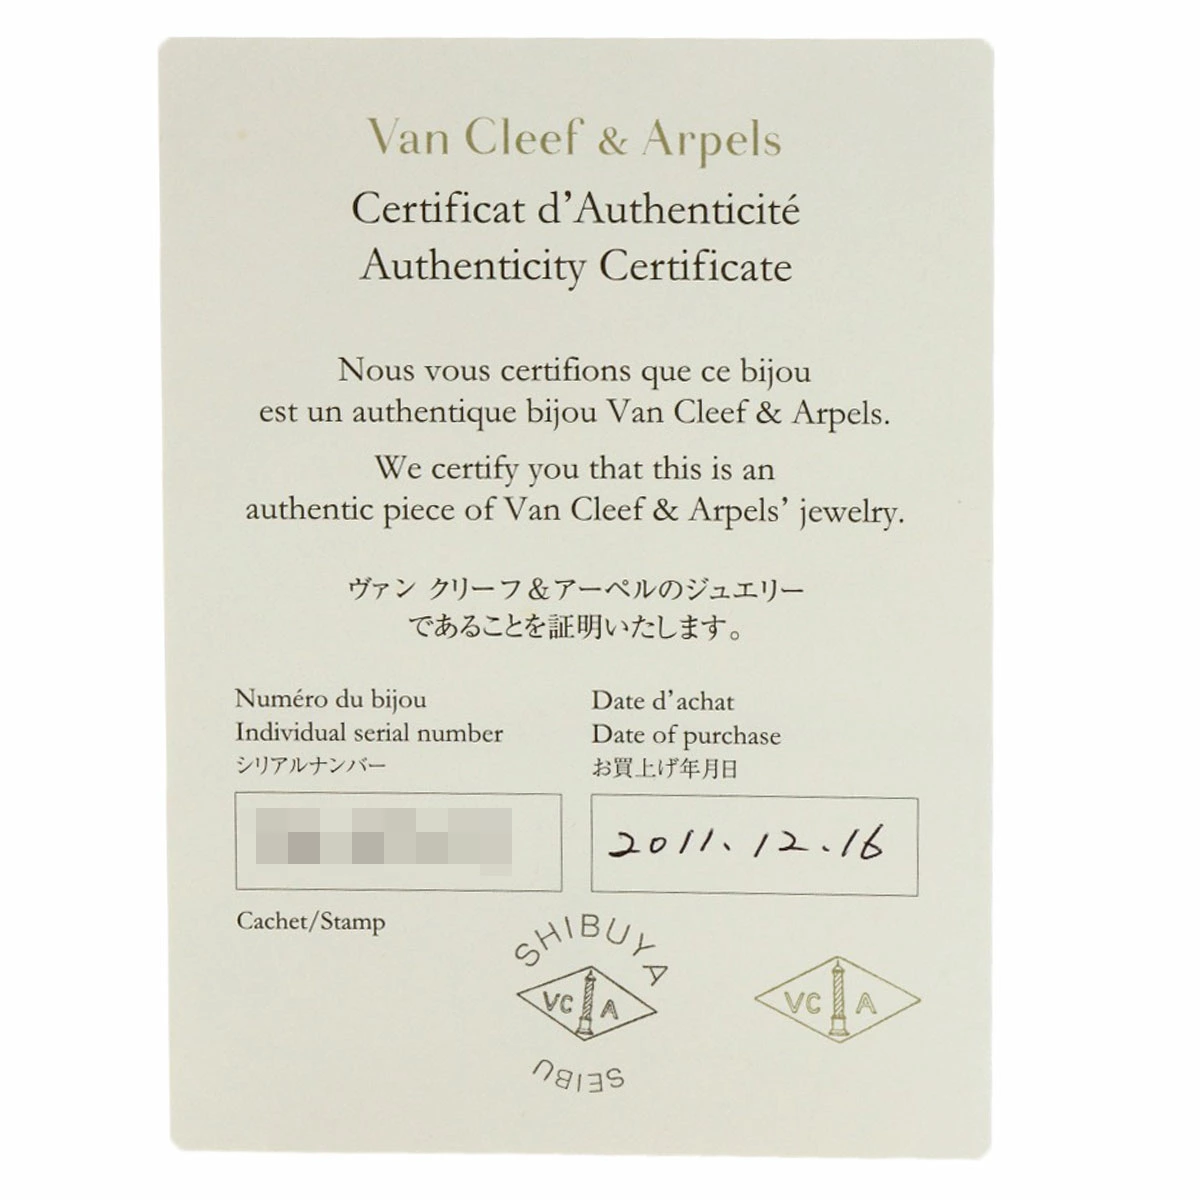 Van Cleef & Arpels
Certificat d'Authenticité
Authenticity Certificate
Nous vous certifions que ce bijou
est un authentique bijou Van Cleef & Arpels.
We certify you that this is an
authentic piece of Van Cleef & Arpels' jewelry.
ヴァン クリーフ&アーペルのジュエリー
であることを証明いたします。
Numéro du bijou
Individual serial number
シリアルナンバー
Date d'achat
Date of purchase
お買上げ年月日
2011.12.16
Cachet/Stamp
SHIBUYA
VC A
SEIBU
VC A